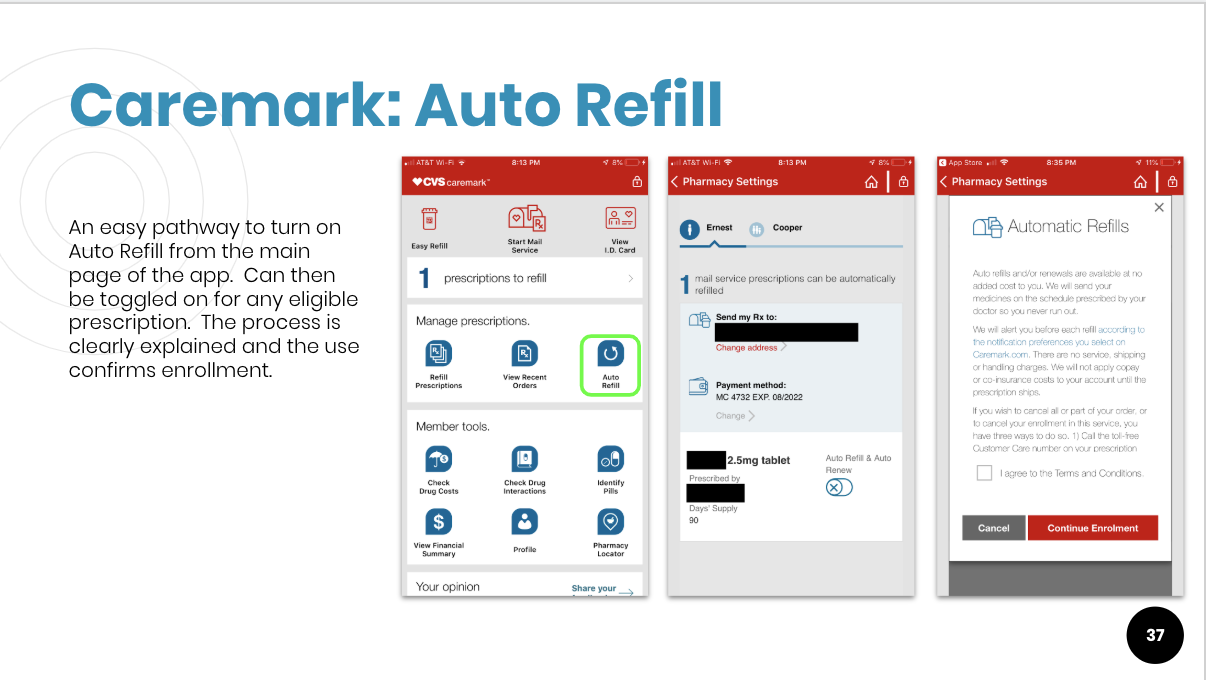 Caremark: Auto Refill
An easy pathway to turn on
Auto Refill from the main
page of the app.  Can then
be toggled on for any eligible
prescription.  The process is
clearly explained and the use
confirms enrollment.
AT&T Wi-Fi 8:13 PM 8%
CVS caremark™
Easy Refill
Start Mail
Service
View
I.D. Card
1 prescriptions to refill
Manage prescriptions.
Refill
Prescriptions
View Recent
Orders
Auto
Refill
Member tools.
Check
Drug Costs
Check Drug
Interactions
Identify
Pills
View Financial
Summary
Profile
Pharmacy
Locator
Your opinion
Share your
AT&T Wi-Fi 8:13 PM 8%
Pharmacy Settings
Ernest Cooper
1 mail service prescriptions can be automatically
refilled
Send my Rx to:
Change address
Payment method:
MC 4732 EXP. 08/2022
Change
2.5mg tablet
Prescribed by
Days' Supply
90
Auto Refill & Auto
Renew
App Store 8:35 PM 11%
Pharmacy Settings
Automatic Refills
Auto refills and/or renewals are available at no
added cost to you. We will send your
medicines on the schedule prescribed by your
doctor so you never run out.
We will alert you before each refill according to
the notification preferences you select on
Caremark.com. There are no service, shipping
or handling charges. We will not apply copay
or co-insurance costs to your account until the
prescription ships.
If you wish to cancel all or part of your order, or
to cancel your enrollment in this service, you
have three ways to do so. 1) Call the toll-free
Customer Care number on your prescription
I agree to the Terms and Conditions.
Cancel
Continue Enrolment
37